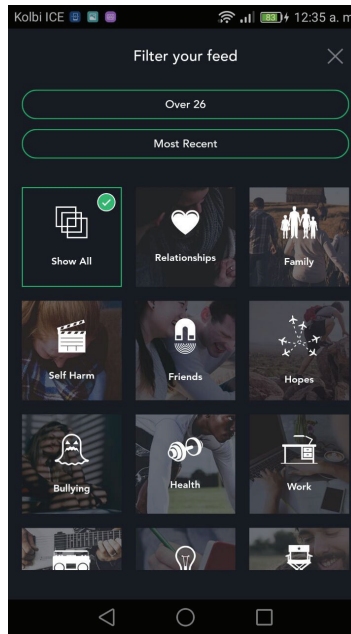 Kolbi ICE 83 12:35 a. m
Filter your feed
Over 26
Most Recent
Show All
Relationships
Family
Self Harm
Friends
Hopes
Bullying
Health
Work